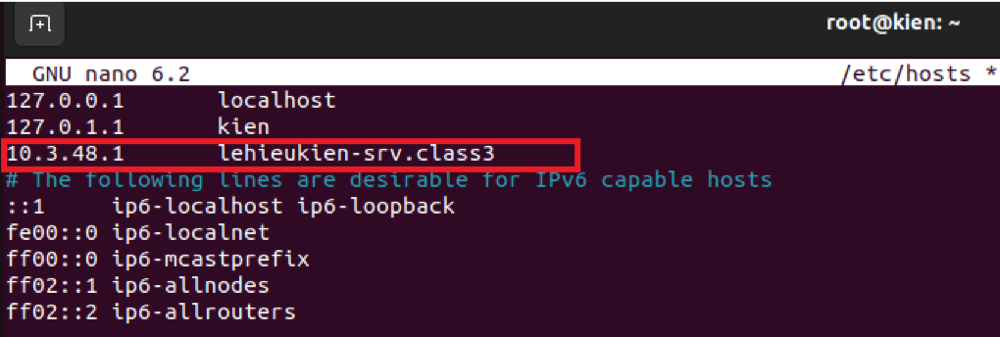 root@kien: ~
GNU nano 6.2 /etc/hosts *
127.0.0.1 localhost
127.0.1.1 kien
10.3.48.1 lehieukien-srv.class3
# The following lines are desirable for IPv6 capable hosts
::1 ip6-localhost ip6-loopback
fe00::0 ip6-localnet
ff00::0 ip6-mcastprefix
ff02::1 ip6-allnodes
ff02::2 ip6-allrouters